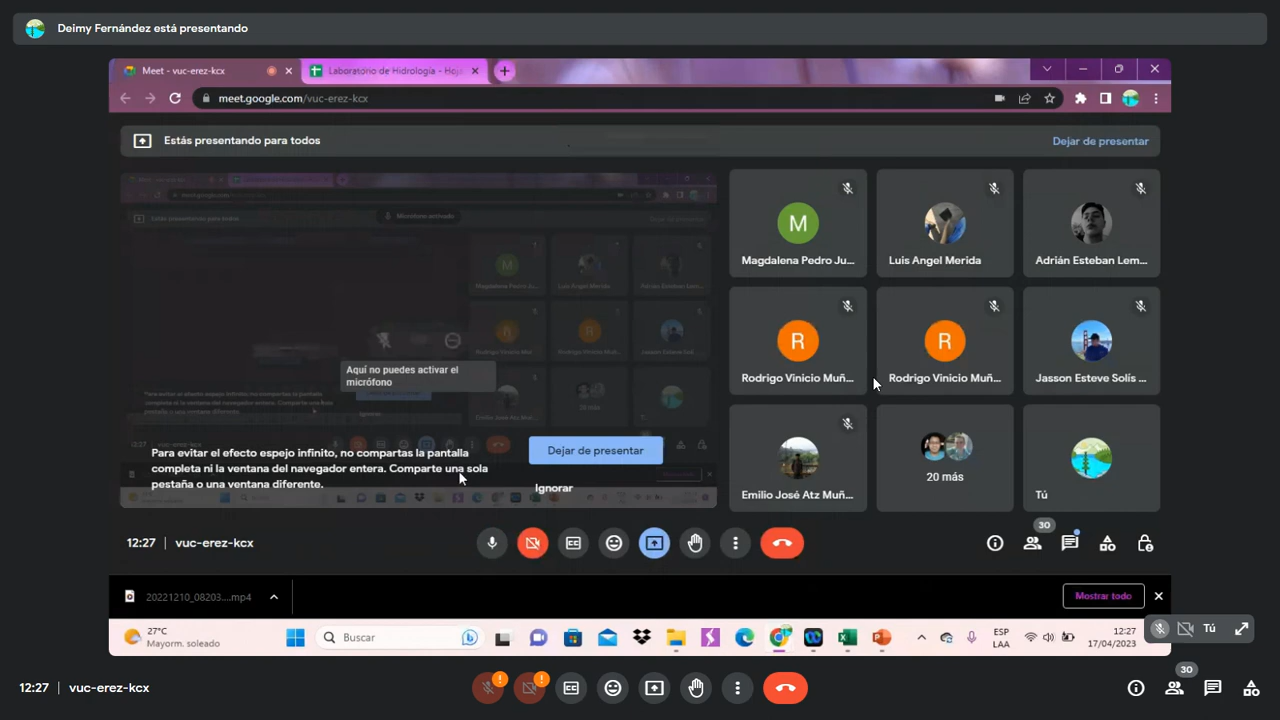 Deimy Fernández está presentando
Meet - vuc-erez-kcx
Laboratorio de Hidrología - Hoja
meet.google.com/vuc-erez-kcx
Estás presentando para todos
Dejar de presentar
Micrófono activado
Aquí no puedes activar el
micrófono
Para evitar el efecto espejo infinito, no compartas la pantalla
completa ni la ventana del navegador entera. Comparte una sola
pestaña o una ventana diferente.
Dejar de presentar
Ignorar
M
Magdalena Pedro Ju...
Luis Angel Merida
Adrián Esteban Lem...
R
Rodrigo Vinicio Muñ...
R
Rodrigo Vinicio Muñ...
Jasson Esteve Solís ...
Emilio José Atz Muñ...
20 más
Tú
12:27 | vuc-erez-kcx
30
20221210_08203....mp4
Mostrar todo
27°C
Mayorm. soleado
Buscar
ESP
LAA
12:27
17/04/2023
Tú
12:27 | vuc-erez-kcx
30